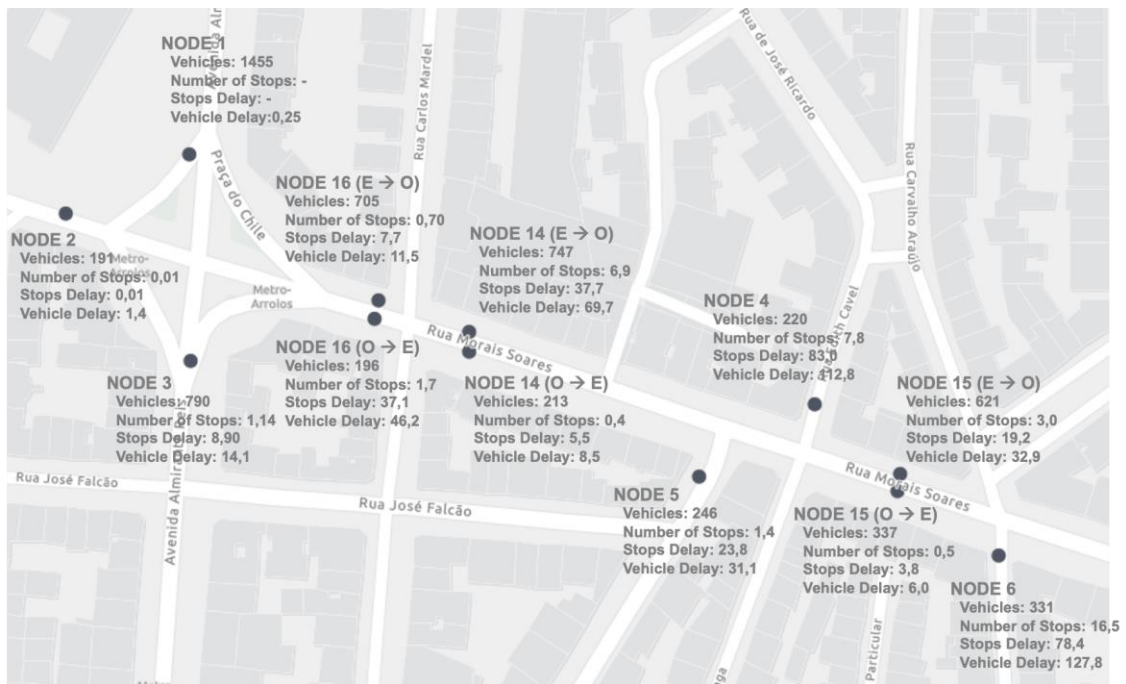 NODE 1
Vehicles: 1455
Number of Stops: -
Stops Delay: -
Vehicle Delay:0,25
Avenida Alr
Rua Carlos Mardel
Praça do Chile
NODE 2
Vehicles: 191
Number of Stops: 0,01
Stops Delay: 0,01
Vehicle Delay: 1,4
Metro-
Arroios
Metro-
Arroios
NODE 16 (E → O)
Vehicles: 705
Number of Stops: 0,70
Stops Delay: 7,7
Vehicle Delay: 11,5
NODE 14 (E → O)
Vehicles: 747
Number of Stops: 6,9
Stops Delay: 37,7
Vehicle Delay: 69,7
Rua de José Ricardo
Rua Carvalho Araújo
NODE 4
Vehicles: 220
Number of Stops: 7,8
Stops Delay: 83,0
Vehicle Delay: 112,8
Cavel
NODE 3
Vehicles: 790
Number of Stops: 1,14
Stops Delay: 8,90
Vehicle Delay: 14,1
NODE 16 (O → E)
Vehicles: 196
Number of Stops: 1,7
Stops Delay: 37,1
Vehicle Delay: 46,2
Rua Morais Soares
NODE 14 (O → E)
Vehicles: 213
Number of Stops: 0,4
Stops Delay: 5,5
Vehicle Delay: 8,5
NODE 15 (E → O)
Vehicles: 621
Number of Stops: 3,0
Stops Delay: 19,2
Vehicle Delay: 32,9
Rua José Falcão
Avenida Almirante Reis
Rua José Falcão
NODE 5
Vehicles: 246
Number of Stops: 1,4
Stops Delay: 23,8
Vehicle Delay: 31,1
Rua Morais Soares
NODE 15 (O → E)
Vehicles: 337
Number of Stops: 0,5
Stops Delay: 3,8
Vehicle Delay: 6,0
NODE 6
Vehicles: 331
Number of Stops: 16,5
Stops Delay: 78,4
Vehicle Delay: 127,8
Particular